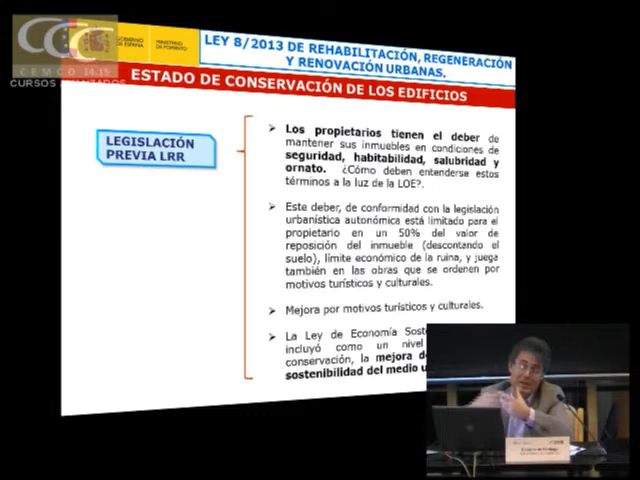 CCC
CEMCO 14.15
CURSOS
GOBIERNO
DE ESPAÑA
MINISTERIO
DE FOMENTO
LEY 8/2013 DE REHABILITACIÓN, REGENERACIÓN
Y RENOVACIÓN URBANAS.
ESTADO DE CONSERVACIÓN DE LOS EDIFICIOS
LEGISLACIÓN
PREVIA LRR
Los propietarios tienen el deber de
mantener sus inmuebles en condiciones de
seguridad, habitabilidad, salubridad y
ornato. ¿Cómo deben entenderse estos
términos a la luz de la LOE?.
Este deber, de conformidad con la legislación
urbanística autonómica está limitado para el
propietario en un 50% del valor de
reposición del inmueble (descontando el
suelo), límite económico de la ruina, y juega
también en las obras que se ordenen por
motivos turísticos y culturales.
Mejora por motivos turísticos y culturales.
La Ley de Economía Soste
incluyó como un nivel
conservación, la mejora de
sostenibilidad del medio u